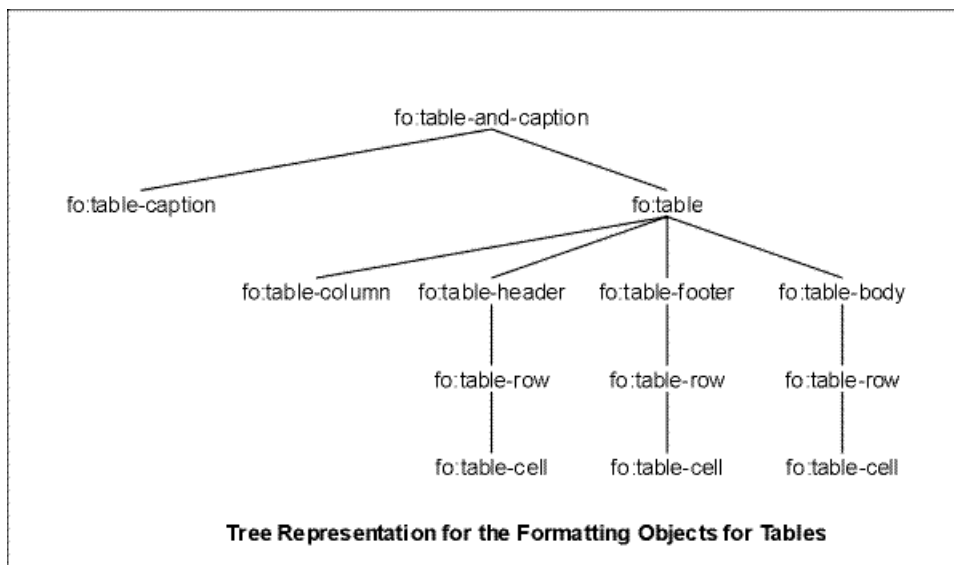 fo:table-and-caption
fo:table-caption fo:table
fo:table-column fo:table-header fo:table-footer fo:table-body
fo:table-row fo:table-row fo:table-row
fo:table-cell fo:table-cell fo:table-cell
Tree Representation for the Formatting Objects for Tables